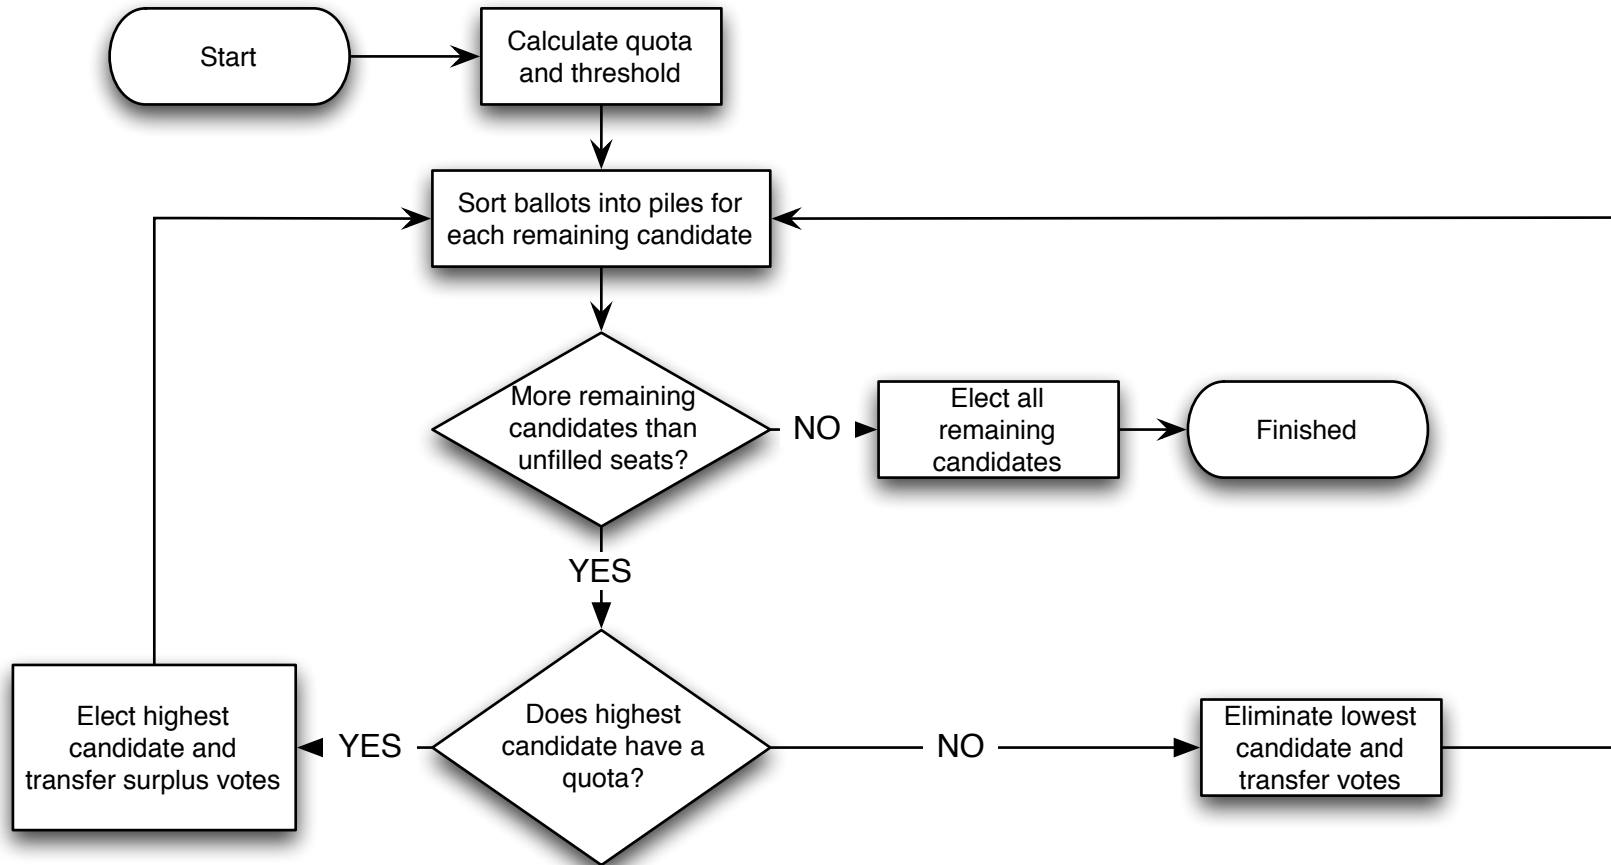 Start
Calculate quota
and threshold
Sort ballots into piles for
each remaining candidate
More remaining
candidates than
unfilled seats?
NO
Elect all
remaining
candidates
Finished
YES
Does highest
candidate have a
quota?
YES
Elect highest
candidate and
transfer surplus votes
NO
Eliminate lowest
candidate and
transfer votes